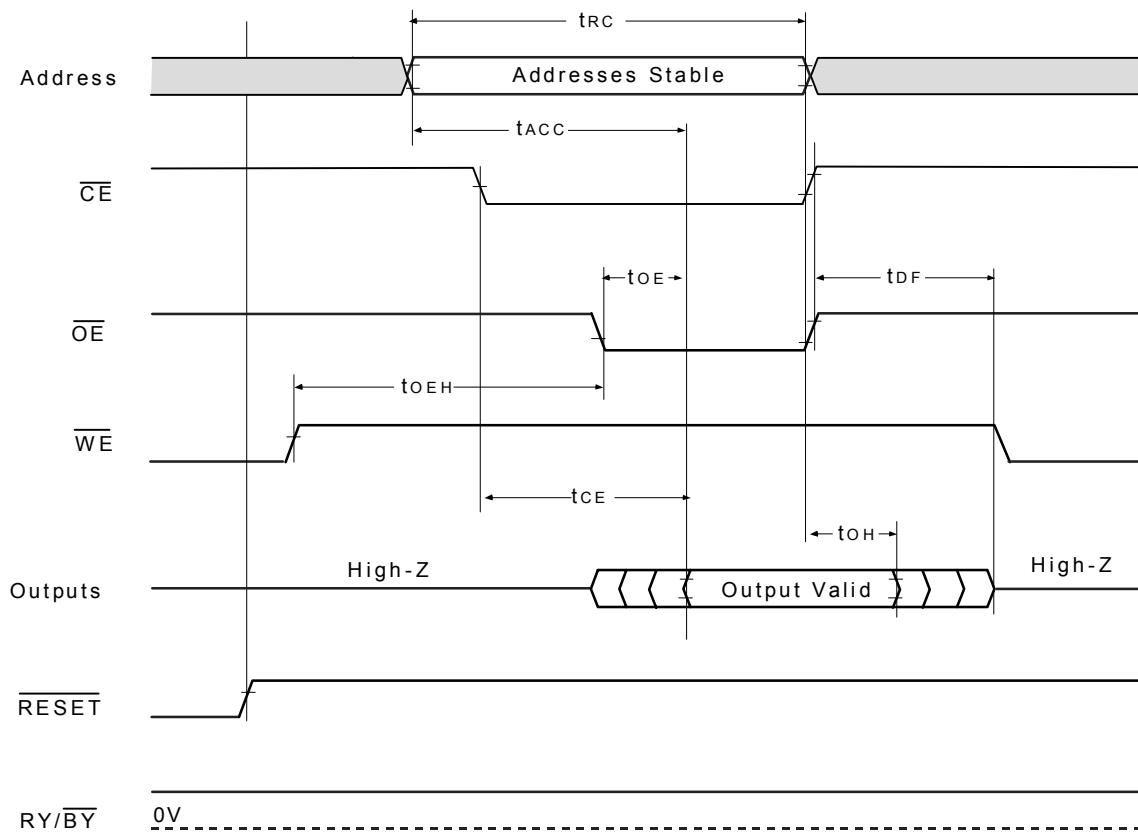 tRC
Address
Addresses Stable
tACC
CE
tOE
tDF
OE
tOEH
WE
tCE
tOH
High-Z
High-Z
Outputs
Output Valid
RESET
RY/BY
0V